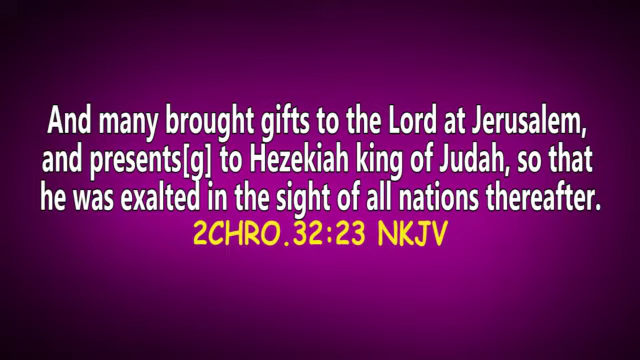 And many brought gifts to the Lord at Jerusalem,
and presents[g] to Hezekiah king of Judah, so that
he was exalted in the sight of all nations thereafter.
2CHRO.32:23 NKJV